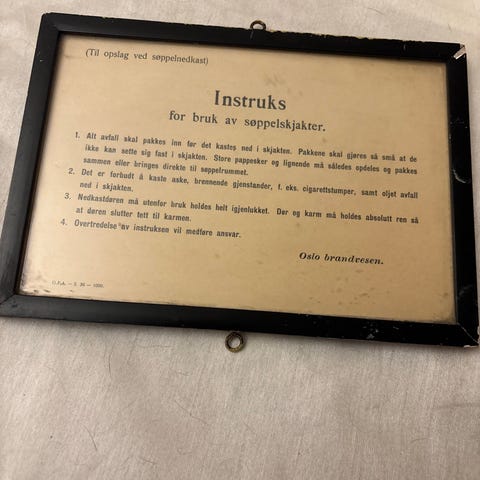 (Til opslag ved søppelnedkast)
Instruks
for bruk av søppelskjakter.
1. Alt avfall skal pakkes inn før det kastes ned i skjakten. Pakkene skal gjøres så små at de
ikke kan sette sig fast i skjakten. Store pappesker og lignende må således opdeles og pakkes
sammen eller bringes direkte til søppelrummet.
2. Det er forbudt å kaste aske, brennende gjenstander, f. eks. cigarettstumper, samt oljet avfall
ned i skjakten.
3. Nedkastdøren må utenfor bruk holdes helt igjenlukket. Dør og karm må holdes absolutt ren så
at døren slutter tett til karmen.
4. Overtredelse av instruksen vil medføre ansvar.
Oslo brandvesen.
O.P.A. — 2. 36 — 1000.